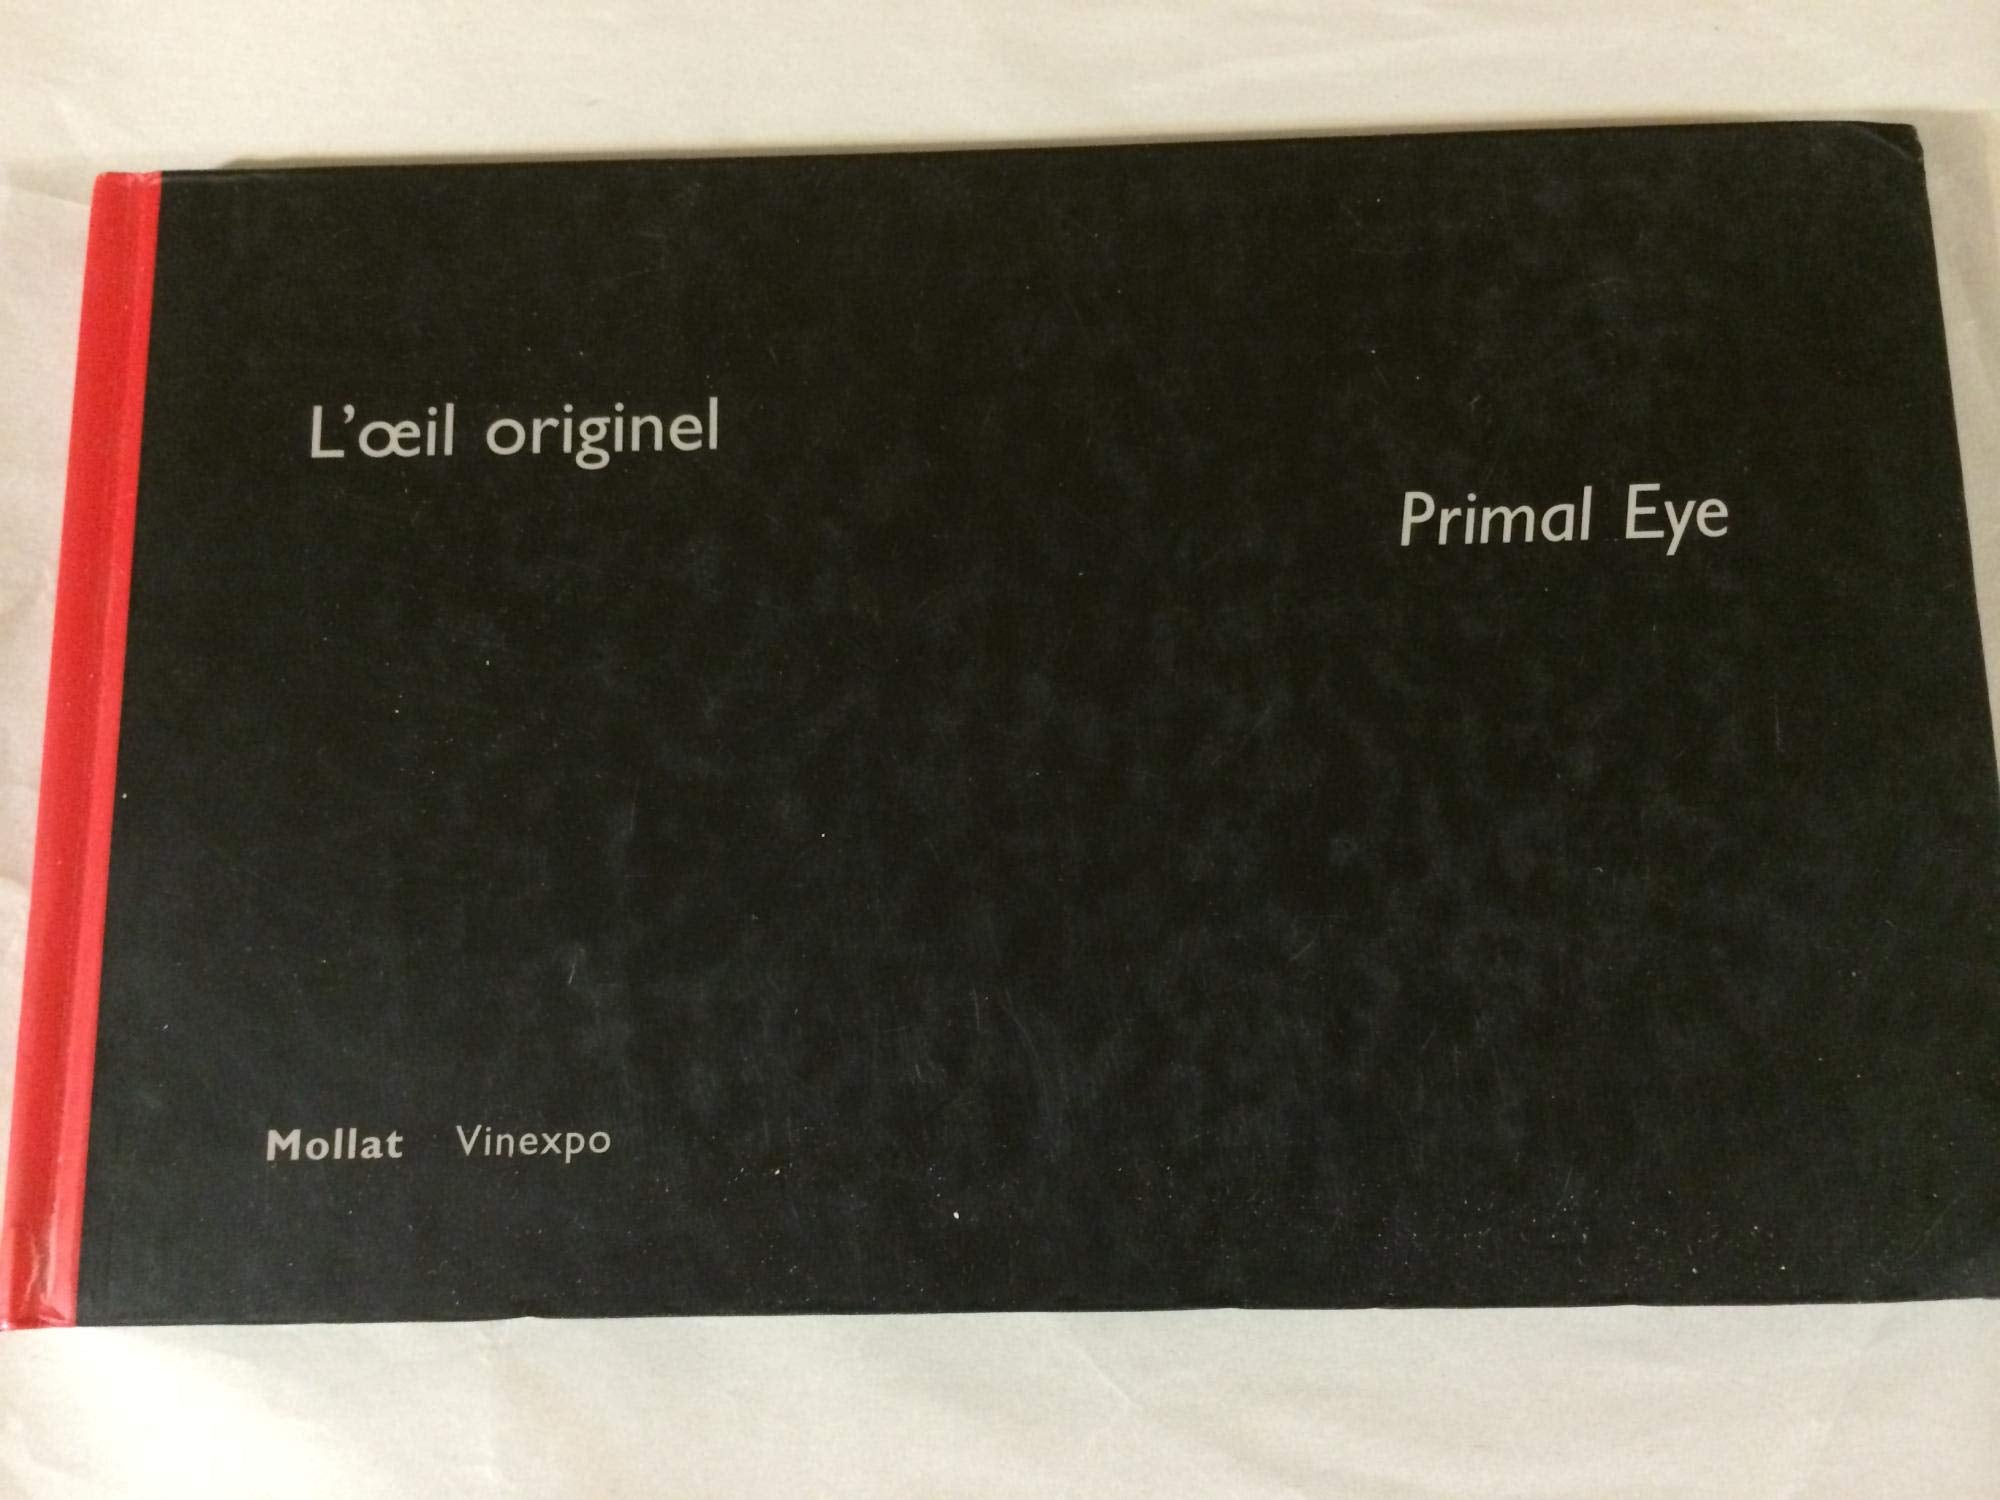 L'œil originel
Primal Eye
Mollat Vinexpo